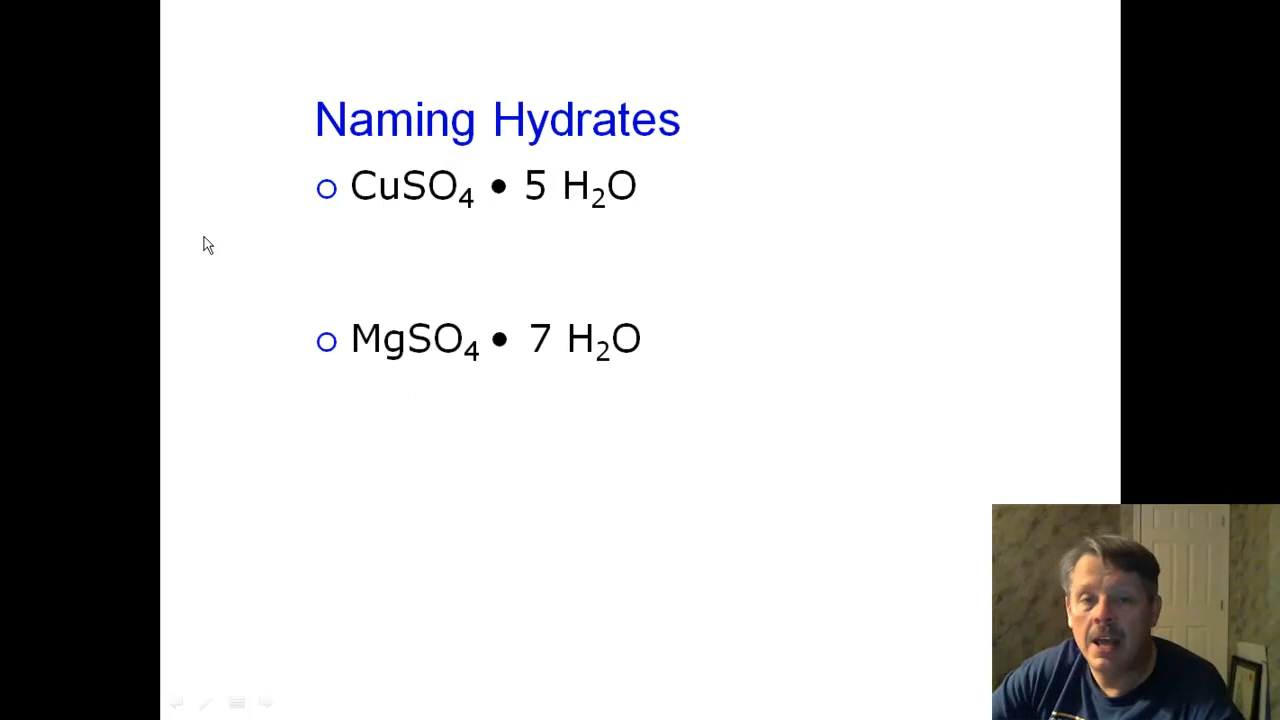 Naming Hydrates
CuSO₄ • 5 H₂O
MgSO₄ • 7 H₂O